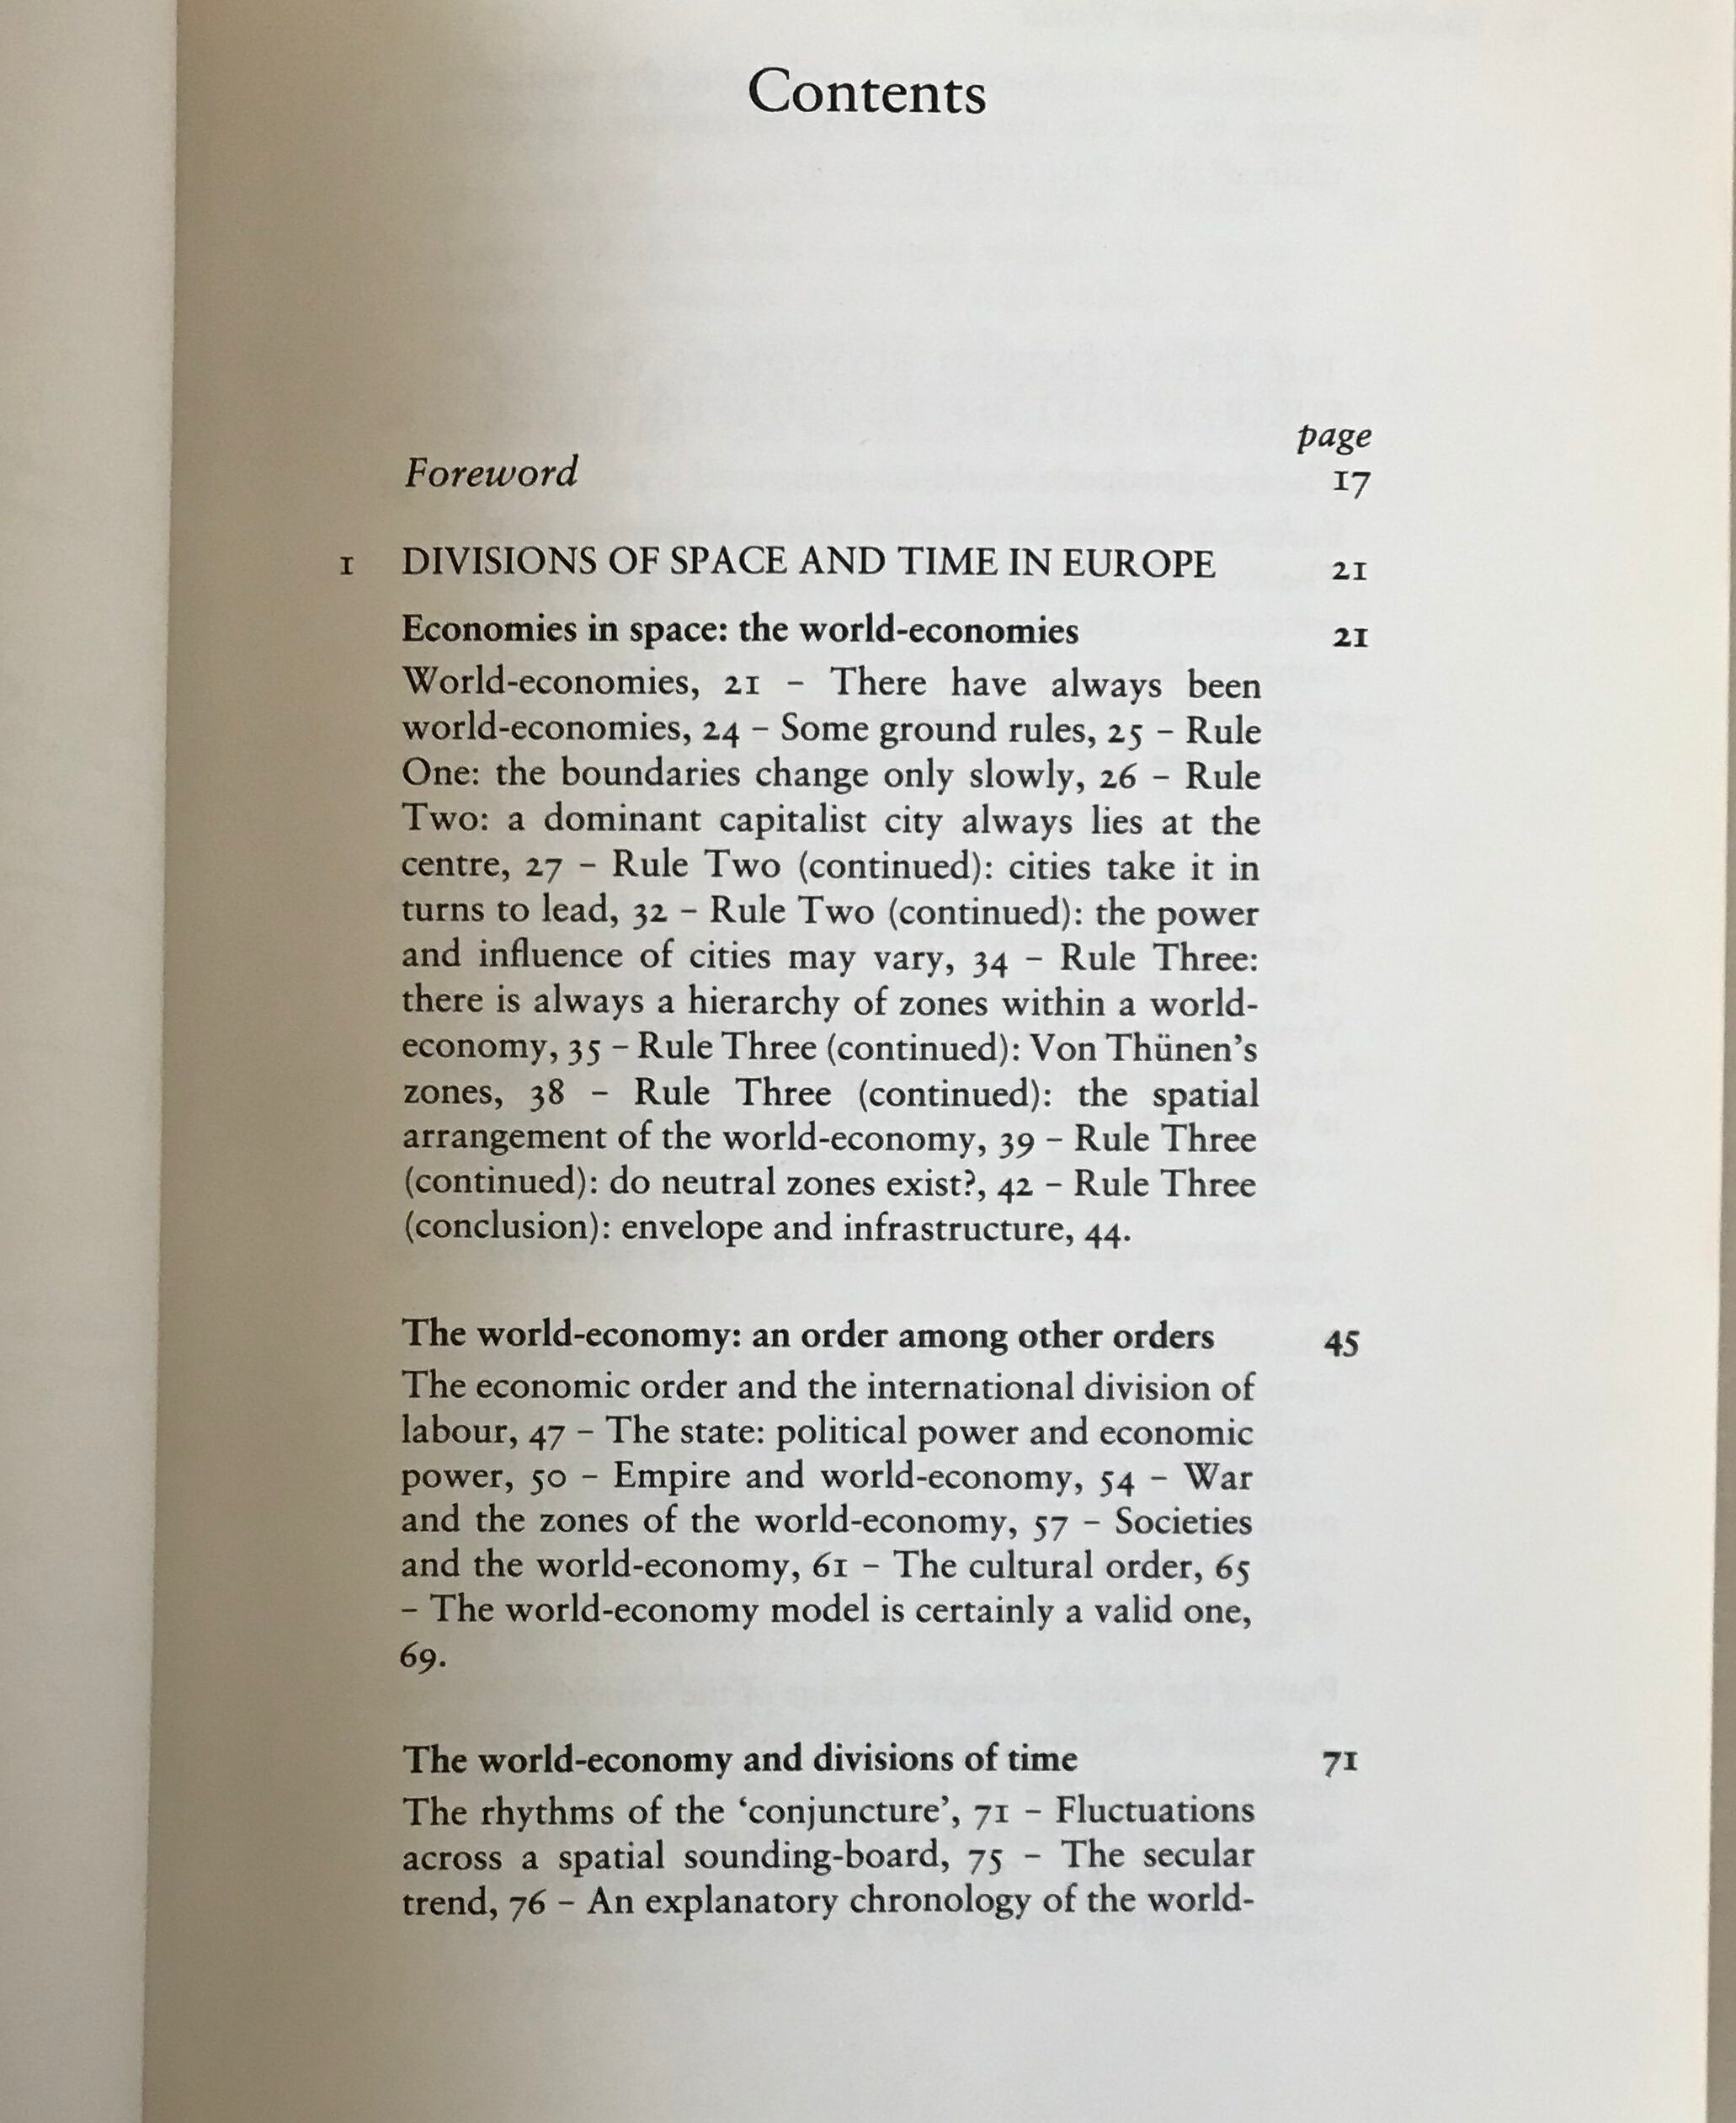 Contents
page
Foreword 17
1 DIVISIONS OF SPACE AND TIME IN EUROPE 21
Economies in space: the world-economies 21
World-economies, 21 – There have always been
world-economies, 24 – Some ground rules, 25 – Rule
One: the boundaries change only slowly, 26 – Rule
Two: a dominant capitalist city always lies at the
centre, 27 – Rule Two (continued): cities take it in
turns to lead, 32 – Rule Two (continued): the power
and influence of cities may vary, 34 – Rule Three:
there is always a hierarchy of zones within a world-
economy, 35 – Rule Three (continued): Von Thünen’s
zones, 38 – Rule Three (continued): the spatial
arrangement of the world-economy, 39 – Rule Three
(continued): do neutral zones exist?, 42 – Rule Three
(conclusion): envelope and infrastructure, 44.
The world-economy: an order among other orders 45
The economic order and the international division of
labour, 47 – The state: political power and economic
power, 50 – Empire and world-economy, 54 – War
and the zones of the world-economy, 57 – Societies
and the world-economy, 61 – The cultural order, 65
– The world-economy model is certainly a valid one,
69.
The world-economy and divisions of time 71
The rhythms of the ‘conjuncture’, 71 – Fluctuations
across a spatial sounding-board, 75 – The secular
trend, 76 – An explanatory chronology of the world-